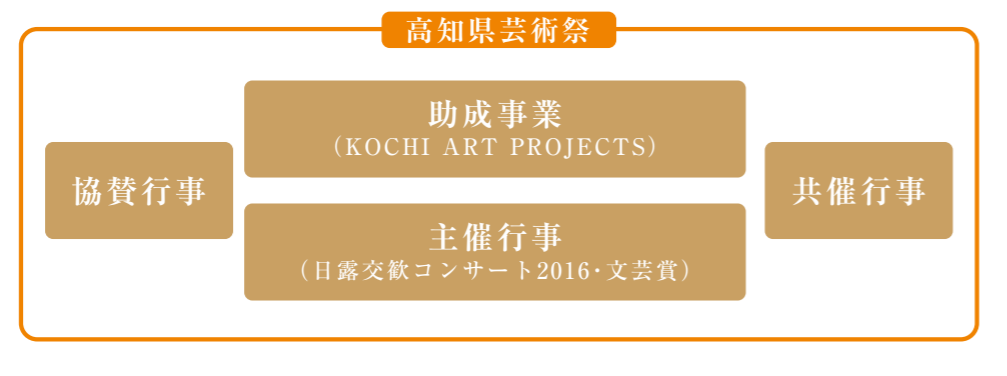 高知県芸術祭
助成事業
（KOCHI ART PROJECTS）
協賛行事
共催行事
主催行事
（日露交歓コンサート2016・文芸賞）